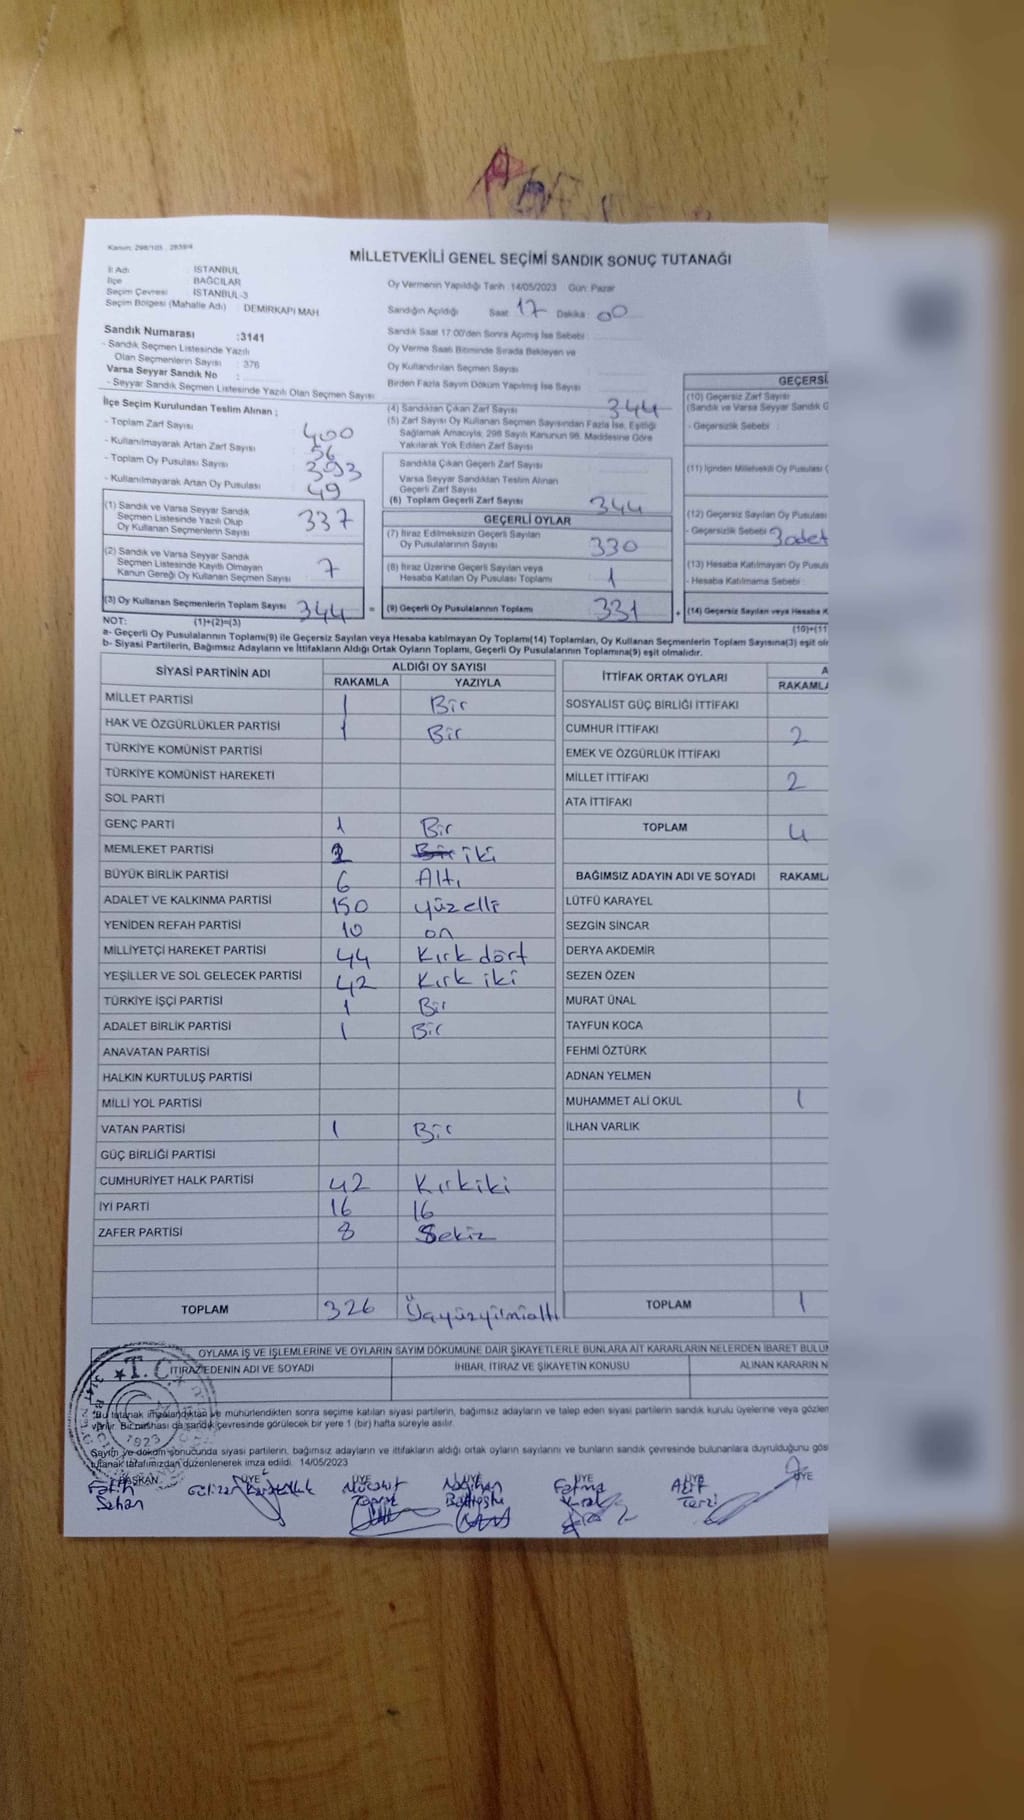 Kanun: 298/105 , 2839/4
MİLLETVEKİLİ GENEL SEÇİMİ SANDIK SONUÇ TUTANAĞI
İl Adı : İSTANBUL
İlçe : BAĞCILAR
Seçim Çevresi : İSTANBUL-3
Seçim Bölgesi (Mahalle Adı) : DEMİRKAPI MAH
Sandık Numarası :3141
- Sandık Seçmen Listesinde Yazılı
Olan Seçmenlerin Sayısı : 376
Varsa Seyyar Sandık No :
- Seyyar Sandık Seçmen Listesinde Yazılı Olan Seçmen Sayısı
Oy Vermenin Yapıldığı Tarih :14/05/2023 Gün: Pazar
Sandığın Açıldığı Saat: 17 Dakika: 00
Sandık Saat 17:00'den Sonra Açımış İse Sebebi :
Oy Verme Saati Bitiminde Sırada Bekleyen ve
Oy Kullandırılan Seçmen Sayısı
Birden Fazla Sayım Döküm Yapılmış İse Sayısı
İlçe Seçim Kurulundan Teslim Alınan ;
- Toplam Zarf Sayısı : 400
- Kullanılmayarak Artan Zarf Sayısı : 56
- Toplam Oy Pusulası Sayısı : 393
- Kullanılmayarak Artan Oy Pusulası : 49
(1) Sandık ve Varsa Seyyar Sandık
Seçmen Listesinde Yazılı Olup
Oy Kullanan Seçmenlerin Sayısı 337
(2) Sandık ve Varsa Seyyar Sandık
Seçmen Listesinde Kayıtlı Olmayan
Kanun Gereği Oy Kullanan Seçmen Sayısı 7
(3) Oy Kullanan Seçmenlerin Toplam Sayısı 344 =
(4) Sandıktan Çıkan Zarf Sayısı 344
(5) Zarf Sayısı Oy Kullanan Seçmen Sayısından Fazla İse, Eşitliği
Sağlamak Amacıyla, 298 Sayılı Kanunun 98. Maddesine Göre
Yakılarak Yok Edilen Zarf Sayısı
Sandıkta Çıkan Geçerli Zarf Sayısı
Varsa Seyyar Sandıktan Teslim Alınan
Geçerli Zarf Sayısı
(6) Toplam Geçerli Zarf Sayısı 344
GEÇERLİ OYLAR
(7) İtiraz Edilmeksizin Geçerli Sayılan
Oy Pusulalarının Sayısı 330
(8) İtiraz Üzerine Geçerli Sayılan veya
Hesaba Katılan Oy Pusulası Toplamı 1
(9) Geçerli Oy Pusulalarının Toplamı 331 +
GEÇERSİ
(10) Geçersiz Zarf Sayısı
(Sandık ve Varsa Seyyar Sandık G
- Geçersizlik Sebebi :
(11) İçinden Milletvekili Oy Pusulası Ç
(12) Geçersiz Sayılan Oy Pusulası
- Geçersizlik Sebebi 3 adet
(13) Hesaba Katılmayan Oy Pusula
- Hesaba Katılmama Sebebi :
(14) Geçersiz Sayılan veya Hesaba K
NOT: (1)+(2)=(3) (10)+(11
a- Geçerli Oy Pusulalarının Toplamı(9) ile Geçersiz Sayılan veya Hesaba katılmayan Oy Toplamı(14) Toplamları, Oy Kullanan Seçmenlerin Toplam Sayısına(3) eşit olm
b- Siyasi Partilerin, Bağımsız Adayların ve İttifakların Aldığı Ortak Oyların Toplamı, Geçerli Oy Pusulalarının Toplamına(9) eşit olmalıdır.
SİYASİ PARTİNİN ADI ALDIĞI OY SAYISI
RAKAMLA YAZIYLA
MİLLET PARTİSİ 1 Bir
HAK VE ÖZGÜRLÜKLER PARTİSİ 1 Bir
TÜRKİYE KOMÜNİST PARTİSİ
TÜRKİYE KOMÜNİST HAREKETİ
SOL PARTİ
GENÇ PARTİ 1 Bir
MEMLEKET PARTİSİ 2 Bir iki
BÜYÜK BİRLİK PARTİSİ 6 Altı
ADALET VE KALKINMA PARTİSİ 150 yüzelli
YENİDEN REFAH PARTİSİ 10 on
MİLLİYETÇİ HAREKET PARTİSİ 44 Kırk dört
YEŞİLLER VE SOL GELECEK PARTİSİ 42 Kırk iki
TÜRKİYE İŞÇİ PARTİSİ 1 Bir
ADALET BİRLİK PARTİSİ 1 Bir
ANAVATAN PARTİSİ
HALKIN KURTULUŞ PARTİSİ
MİLLİ YOL PARTİSİ
VATAN PARTİSİ 1 Bir
GÜÇ BİRLİĞİ PARTİSİ
CUMHURİYET HALK PARTİSİ 42 Kırkiki
İYİ PARTİ 16 16
ZAFER PARTİSİ 8 Sekiz
TOPLAM 326 Üçyüzyirmialtı
İTTİFAK ORTAK OYLARI A
RAKAMLA
SOSYALİST GÜÇ BİRLİĞİ İTTİFAKI
CUMHUR İTTİFAKI 2
EMEK VE ÖZGÜRLÜK İTTİFAKI
MİLLET İTTİFAKI 2
ATA İTTİFAKI
TOPLAM 4
BAĞIMSIZ ADAYIN ADI VE SOYADI RAKAMLA
LÜTFÜ KARAYEL
SEZGİN SİNCAR
DERYA AKDEMİR
SEZEN ÖZEN
MURAT ÜNAL
TAYFUN KOCA
FEHMİ ÖZTÜRK
ADNAN YELMEN
MUHAMMET ALİ OKUL 1
İLHAN VARLIK
TOPLAM 1
OYLAMA İŞ VE İŞLEMLERİNE VE OYLARIN SAYIM DÖKÜMÜNE DAİR ŞİKAYETLERLE BUNLARA AİT KARARLARIN NELERDEN İBARET BULUN
İTİRAZ EDENİN ADI VE SOYADI İHBAR, İTİRAZ VE ŞİKAYETİN KONUSU ALINAN KARARIN N
T.C
1923
*Bu tutanak imzalandıktan ve mühürlendikten sonra seçime katılan siyasi partilerin, bağımsız adayların ve talep eden siyasi partilerin sandık kurulu üyelerine veya gözlem
verilir. Bir nüshası da sandık çevresinde görülecek bir yere 1 (bir) hafta süreyle asılır.
Sayım ve döküm sonucunda siyasi partilerin, bağımsız adayların ve ittifakların aldığı ortak oyların sayılarını ve bunların sandık çevresinde bulunanlara duyrulduğunu gös
tutanak tarafımızdan düzenlenerek imza edildi. 14/05/2023
BAŞKAN ÜYE ÜYE ÜYE ÜYE ÜYE ÜYE
Fatih Nagihan Fatma Arif
Terzi